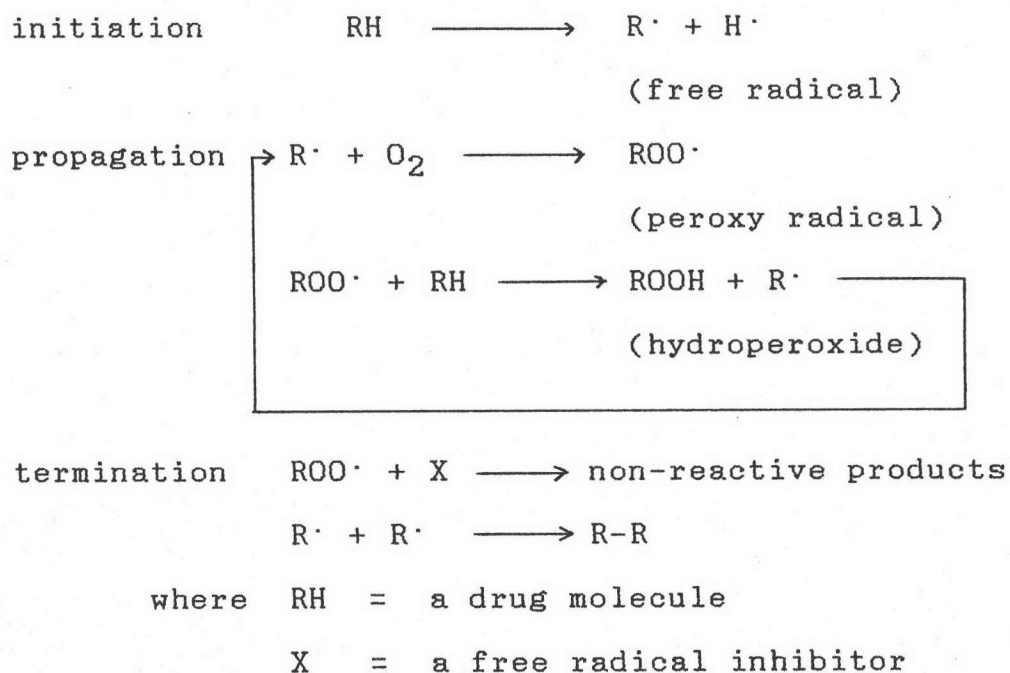 initiation RH ⟶ R· + H·
(free radical)
propagation R· + O₂ ⟶ ROO·
(peroxy radical)
ROO· + RH ⟶ ROOH + R·
(hydroperoxide)
termination ROO· + X ⟶ non-reactive products
R· + R· ⟶ R-R
where RH = a drug molecule
X = a free radical inhibitor